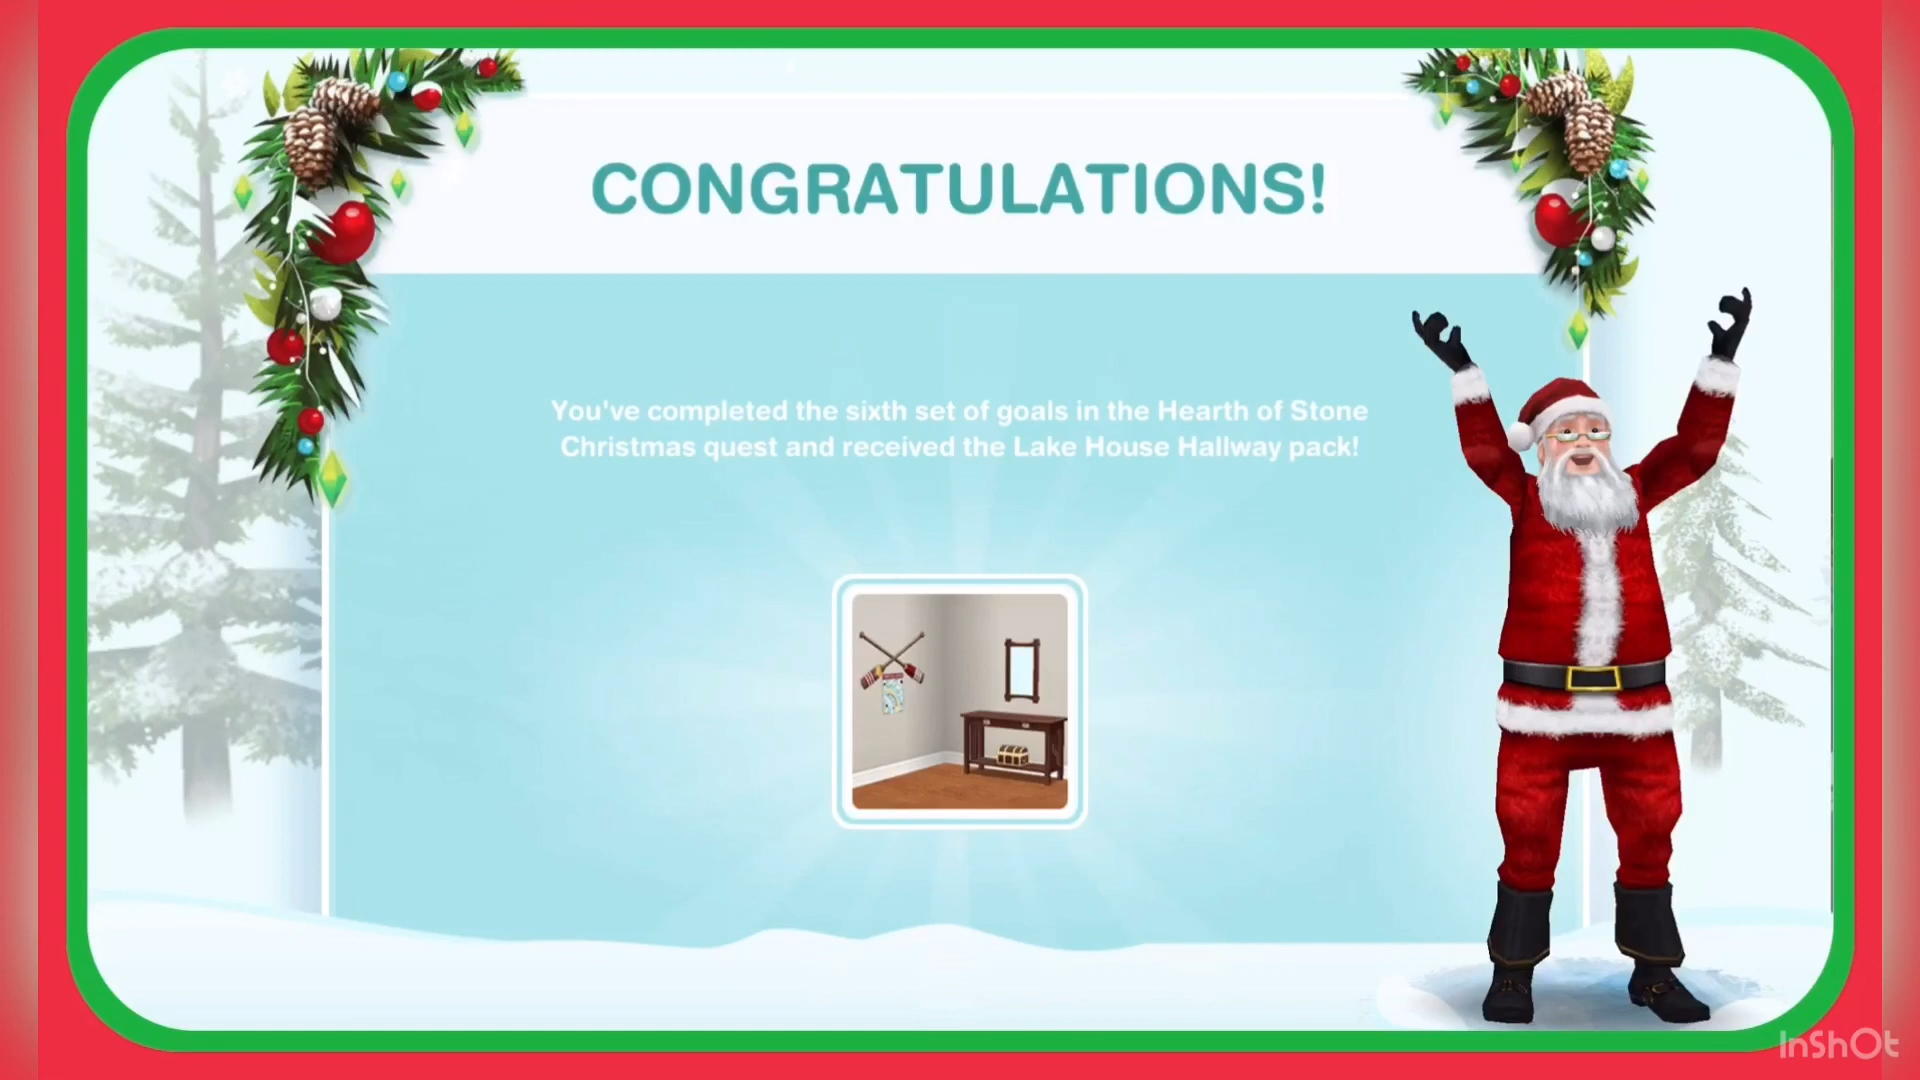 CONGRATULATIONS!
You've completed the sixth set of goals in the Hearth of Stone
Christmas quest and received the Lake House Hallway pack!
InShOt